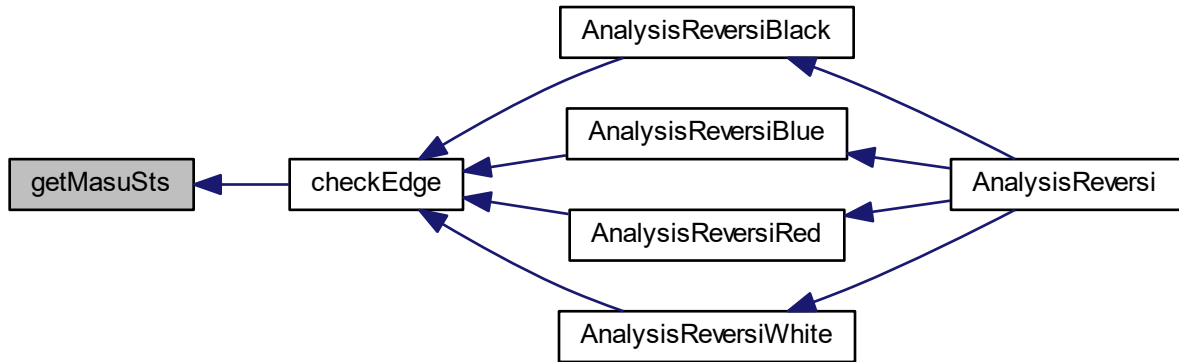 getMasuSts
checkEdge
AnalysisReversiBlack
AnalysisReversiBlue
AnalysisReversiRed
AnalysisReversiWhite
AnalysisReversi